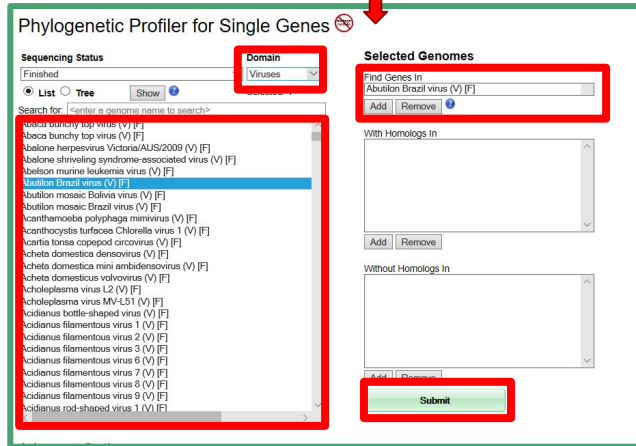 Phylogenetic Profiler for Single Genes
Sequencing Status
Domain
Finished
Viruses
List
Tree
Show
Search for: <enter a genome name to search>
Abaca bunchy top virus (V) [F]
Abaca bunchy top virus (V) [F]
Abalone herpesvirus Victoria/AUS/2009 (V) [F]
Abalone shriveling syndrome-associated virus (V) [F]
Abelson murine leukemia virus (V) [F]
Abutilon Brazil virus (V) [F]
Abutilon mosaic Bolivia virus (V) [F]
Abutilon mosaic Brazil virus (V) [F]
Acanthamoeba polyphaga mimivirus (V) [F]
Acanthocystis turfacea Chlorella virus 1 (V) [F]
Acartia tonsa copepod circovirus (V) [F]
Acheta domestica densovirus (V) [F]
Acheta domestica mini ambidensovirus (V) [F]
Acheta domesticus volvovirus (V) [F]
Acholeplasma virus L2 (V) [F]
Acholeplasma virus MV-L51 (V) [F]
Acidianus bottle-shaped virus (V) [F]
Acidianus filamentous virus 1 (V) [F]
Acidianus filamentous virus 2 (V) [F]
Acidianus filamentous virus 3 (V) [F]
Acidianus filamentous virus 6 (V) [F]
Acidianus filamentous virus 7 (V) [F]
Acidianus filamentous virus 8 (V) [F]
Acidianus filamentous virus 9 (V) [F]
Acidianus rod-shaped virus 1 (V) [F]
Selected Genomes
Find Genes In
Abutilon Brazil virus (V) [F]
Add Remove
With Homologs In
Add Remove
Without Homologs In
Add Remove
Submit